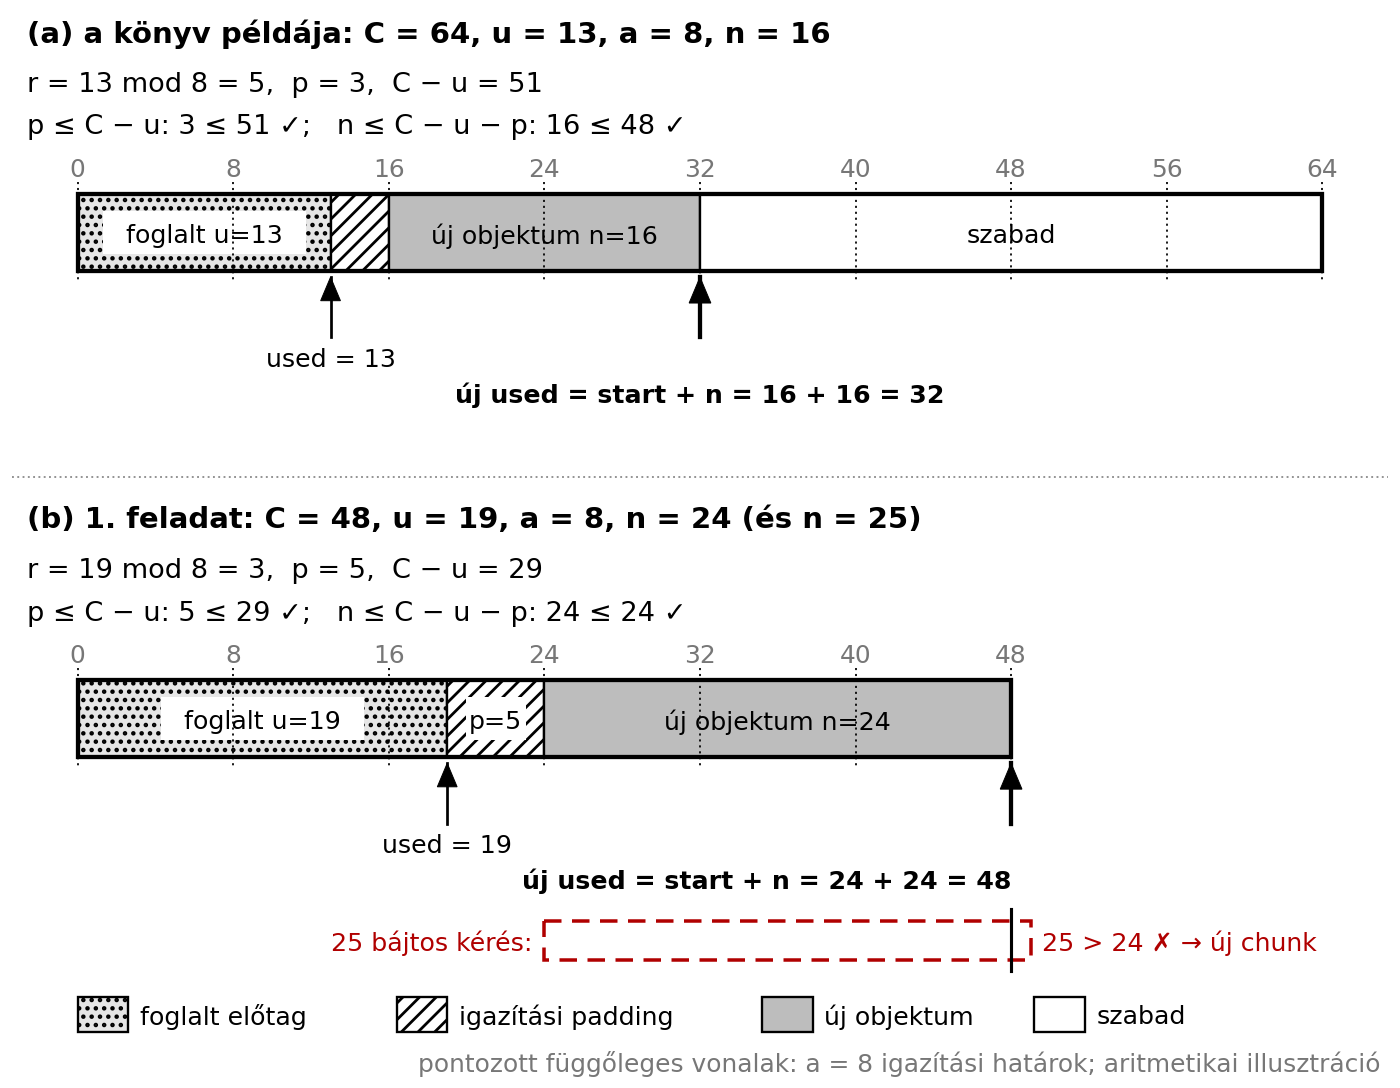 (a) a könyv példája: C = 64, u = 13, a = 8, n = 16
r = 13 mod 8 = 5, p = 3, C − u = 51
p ≤ C − u: 3 ≤ 51 ✓; n ≤ C − u − p: 16 ≤ 48 ✓
0 8 16 24 32 40 48 56 64
foglalt u=13 új objektum n=16 szabad
used = 13
új used = start + n = 16 + 16 = 32
(b) 1. feladat: C = 48, u = 19, a = 8, n = 24 (és n = 25)
r = 19 mod 8 = 3, p = 5, C − u = 29
p ≤ C − u: 5 ≤ 29 ✓; n ≤ C − u − p: 24 ≤ 24 ✓
0 8 16 24 32 40 48
foglalt u=19 p=5 új objektum n=24
used = 19
új used = start + n = 24 + 24 = 48
25 bájtos kérés: 25 > 24 ✗ → új chunk
foglalt előtag igazítási padding új objektum szabad
pontozott függőleges vonalak: a = 8 igazítási határok; aritmetikai illusztráció